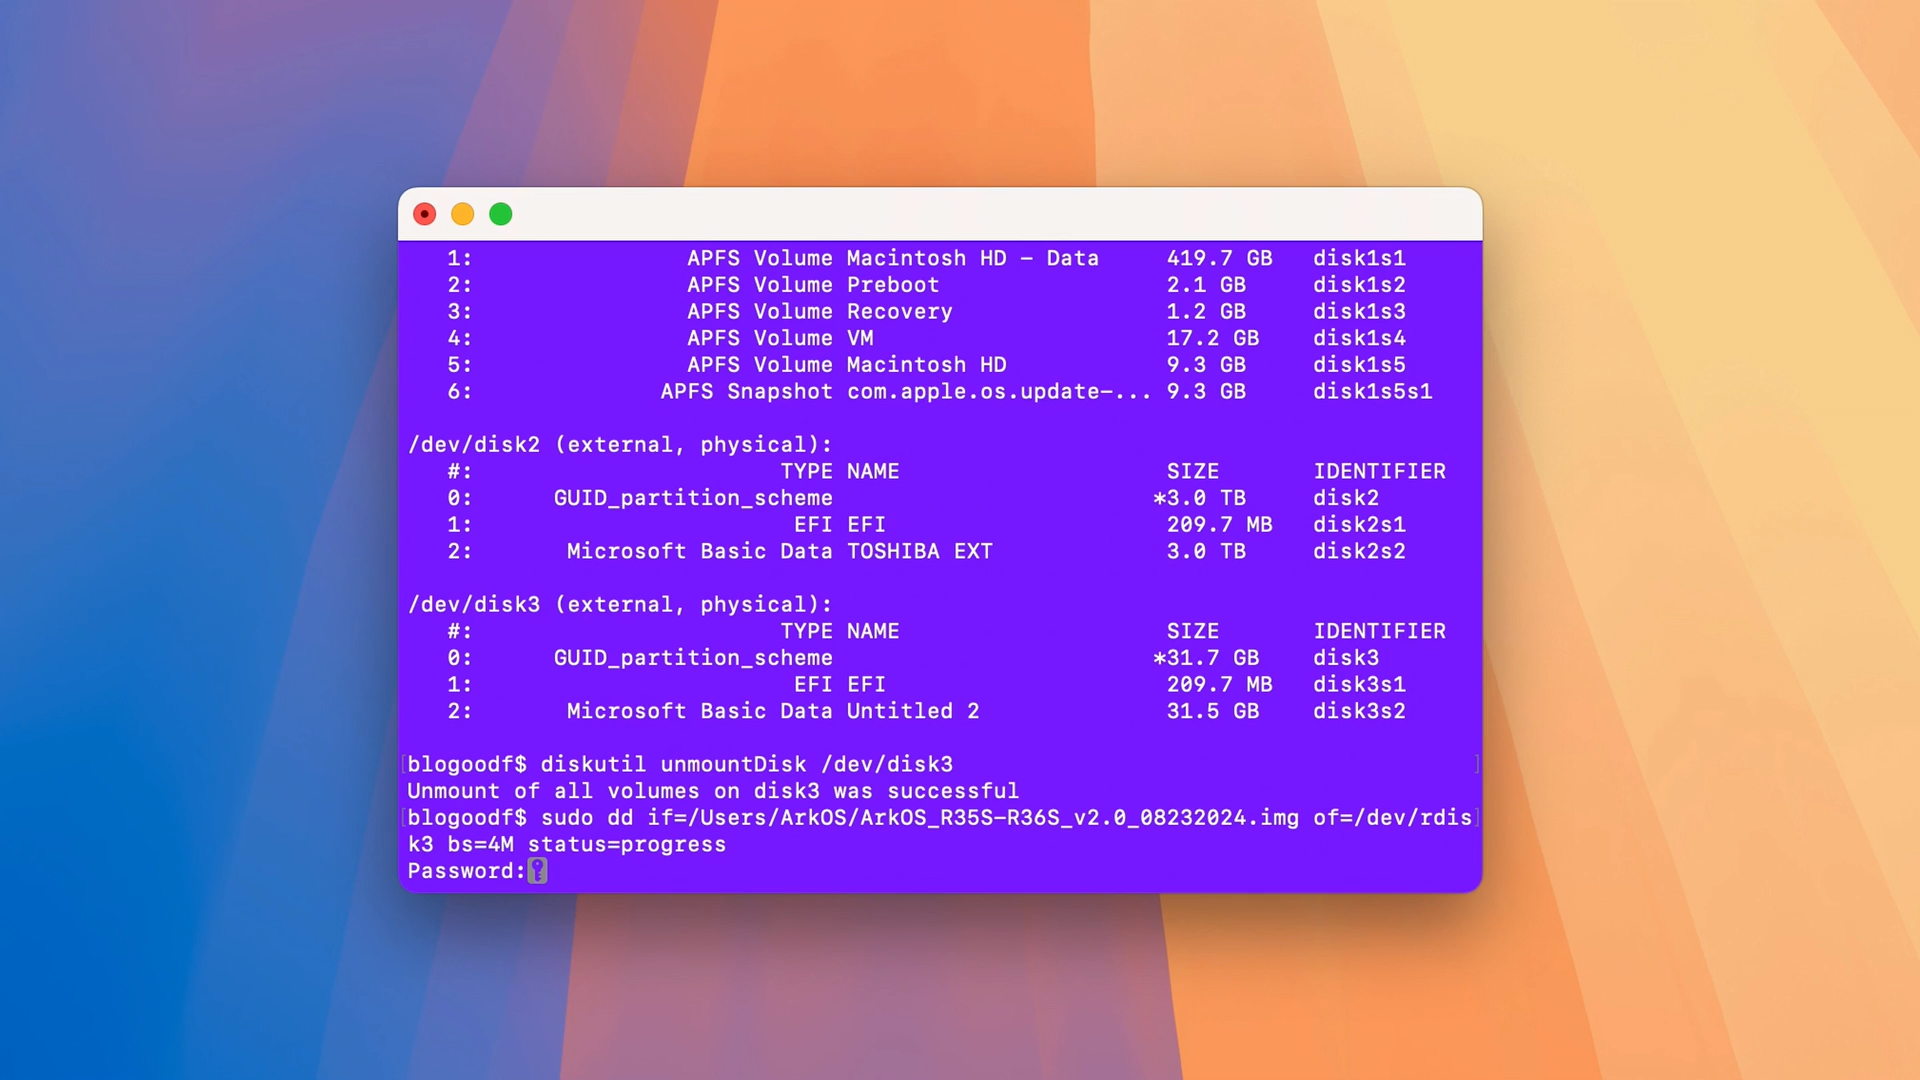 1: APFS Volume Macintosh HD - Data 419.7 GB disk1s1
2: APFS Volume Preboot 2.1 GB disk1s2
3: APFS Volume Recovery 1.2 GB disk1s3
4: APFS Volume VM 17.2 GB disk1s4
5: APFS Volume Macintosh HD 9.3 GB disk1s5
6: APFS Snapshot com.apple.os.update-... 9.3 GB disk1s5s1
/dev/disk2 (external, physical):
#: TYPE NAME SIZE IDENTIFIER
0: GUID_partition_scheme *3.0 TB disk2
1: EFI EFI 209.7 MB disk2s1
2: Microsoft Basic Data TOSHIBA EXT 3.0 TB disk2s2
/dev/disk3 (external, physical):
#: TYPE NAME SIZE IDENTIFIER
0: GUID_partition_scheme *31.7 GB disk3
1: EFI EFI 209.7 MB disk3s1
2: Microsoft Basic Data Untitled 2 31.5 GB disk3s2
[blogoodf$ diskutil unmountDisk /dev/disk3 ]
Unmount of all volumes on disk3 was successful
[blogoodf$ sudo dd if=/Users/ArkOS/ArkOS_R35S-R36S_v2.0_08232024.img of=/dev/rdis]
k3 bs=4M status=progress
Password: